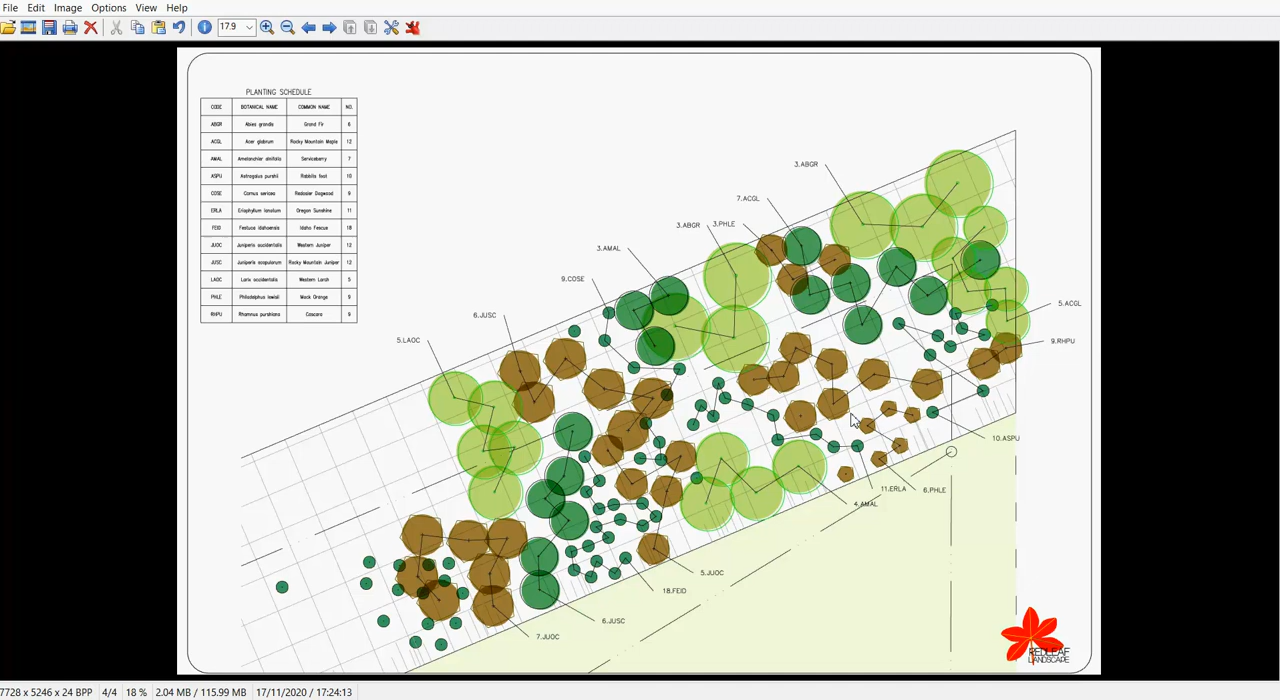 File Edit Image Options View Help
17.9
PLANTING SCHEDULE
CODE BOTANICAL NAME COMMON NAME NO.
ABGR Abies grandis Grand Fir 6
ACGL Acer glabrum Rocky Mountain Maple 12
AMAL Amelanchier alnifolia Serviceberry 7
ASPU Astragalus purshii Rabbits foot 10
COSE Cornus sericea Redosier Dogwood 9
ERLA Eriophyllum lanatum Oregon Sunshine 11
FEID Festuca idahoensis Idaho Fescue 18
JUOC Juniperis occidentalis Western Juniper 12
JUSC Juniperis scopulorum Rocky Mountain Juniper 12
LAOC Larix occidentalis Western Larch 5
PHLE Philadelphus lewisii Mock Orange 9
RHPU Rhamnus purshiana Cascara 9
3.ABGR
7.ACGL
3.ABGR
3.PHLE
3.AMAL
9.COSE
6.JUSC
5.LAOC
5.ACGL
9.RHPU
10.ASPU
11.ERLA
6.PHLE
4.AMAL
5.JUOC
18.FEID
6.JUSC
7.JUOC
REDLEAF
LANDSCAPE
7728 x 5246 x 24 BPP 4/4 18 % 2.04 MB / 115.99 MB 17/11/2020 / 17:24:13